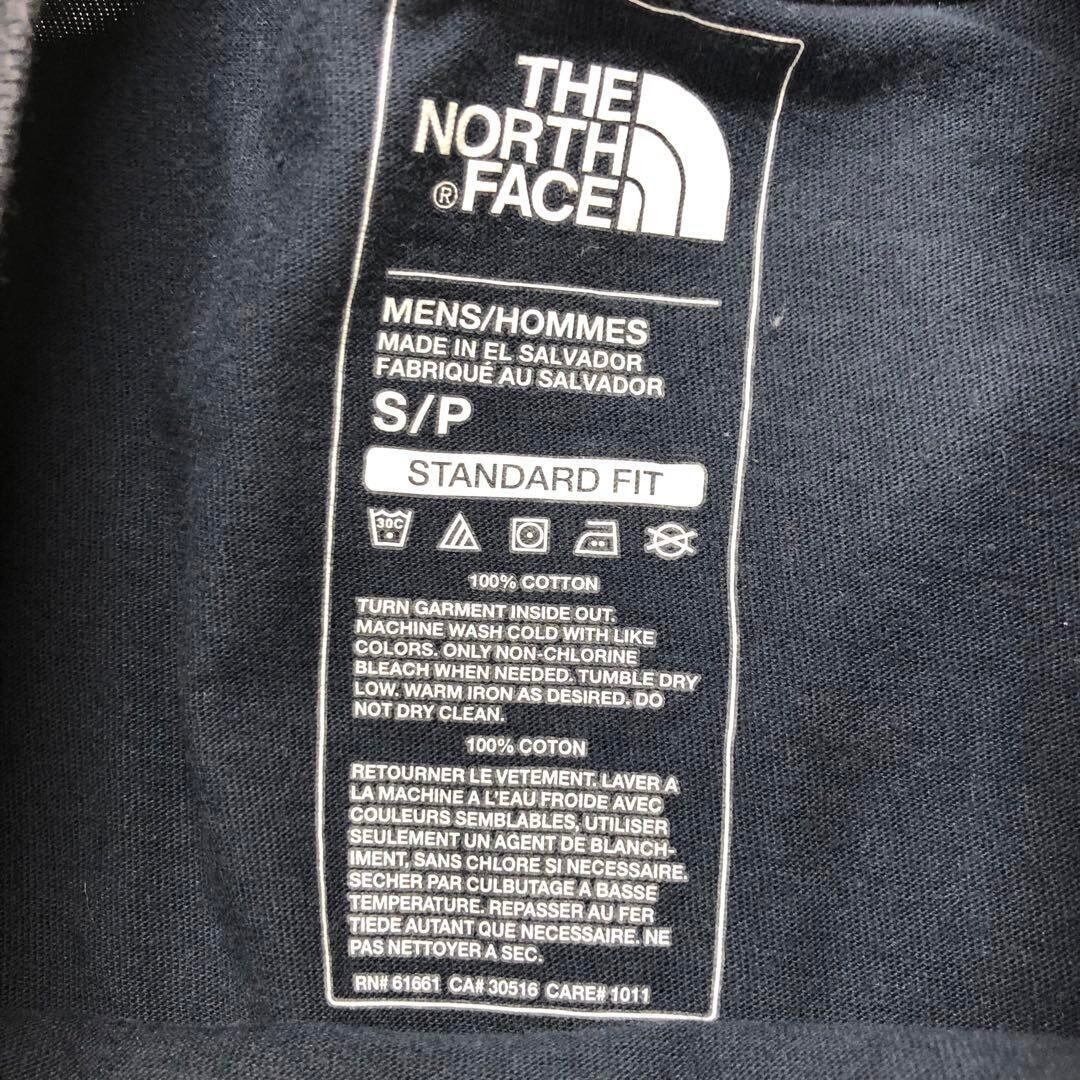 THE
NORTH
® FACE
MENS/HOMMES
MADE IN EL SALVADOR
FABRIQUÉ AU SALVADOR
S/P
STANDARD FIT
30C
100% COTTON
TURN GARMENT INSIDE OUT.
MACHINE WASH COLD WITH LIKE
COLORS. ONLY NON-CHLORINE
BLEACH WHEN NEEDED. TUMBLE DRY
LOW. WARM IRON AS DESIRED. DO
NOT DRY CLEAN.
100% COTON
RETOURNER LE VETEMENT. LAVER A
LA MACHINE A L'EAU FROIDE AVEC
COULEURS SEMBLABLES, UTILISER
SEULEMENT UN AGENT DE BLANCH-
IMENT, SANS CHLORE SI NECESSAIRE.
SECHER PAR CULBUTAGE A BASSE
TEMPERATURE. REPASSER AU FER
TIEDE AUTANT QUE NECESSAIRE. NE
PAS NETTOYER A SEC.
RN# 61661 CA# 30516 CARE# 1011